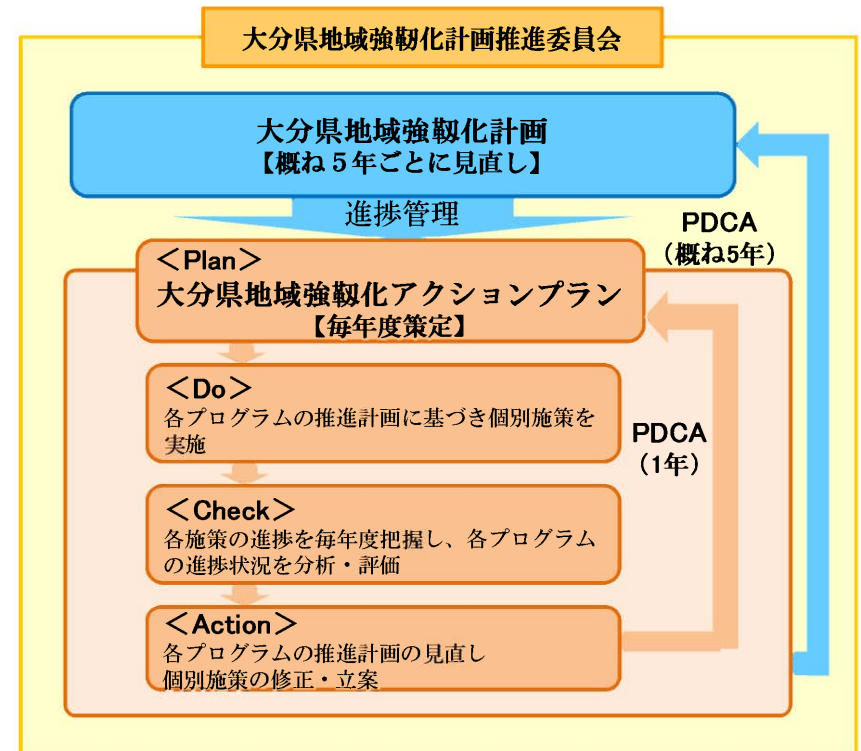 大分県地域強靱化計画推進委員会
大分県地域強靱化計画
【概ね５年ごとに見直し】
進捗管理
PDCA
（概ね5年）
＜Plan＞
大分県地域強靱化アクションプラン
【毎年度策定】
＜Do＞
各プログラムの推進計画に基づき個別施策を
実施
PDCA
（1年）
＜Check＞
各施策の進捗を毎年度把握し、各プログラム
の進捗状況を分析・評価
＜Action＞
各プログラムの推進計画の見直し
個別施策の修正・立案